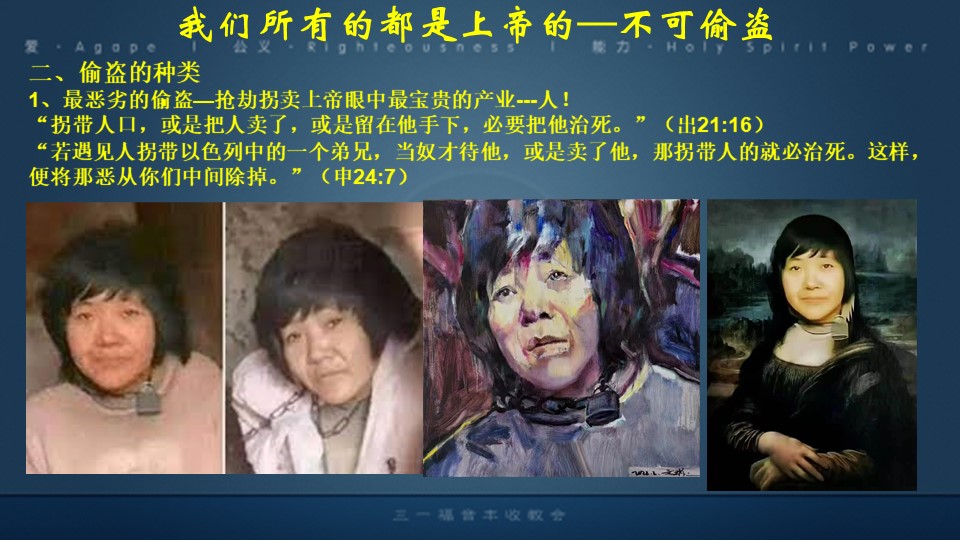 我们所有的都是上帝的—不可偷盗
爱·Agape | 公义·Righteousness | 能力·Holy Spirit Power
二、偷盗的种类
1、最恶劣的偷盗—抢劫拐卖上帝眼中最宝贵的产业---人！
“拐带人口，或是把人卖了，或是留在他手下，必要把他治死。”（出21:16）
“若遇见人拐带以色列中的一个弟兄，当奴才待他，或是卖了他，那拐带人的就必治死。这样，
便将那恶从你们中间除掉。”（申24:7）
三一福音丰收教会